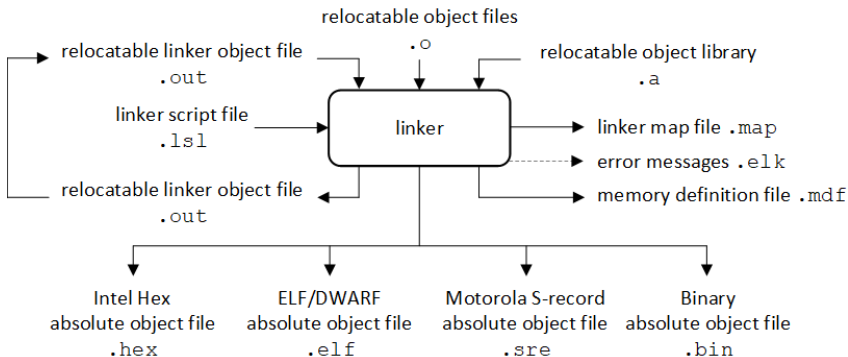 relocatable object files
.o
relocatable linker object file
.out
relocatable object library
.a
linker script file
.lsl
linker
linker map file .map
error messages .elk
relocatable linker object file
.out
memory definition file .mdf
Intel Hex
absolute object file
.hex
ELF/DWARF
absolute object file
.elf
Motorola S-record
absolute object file
.sre
Binary
absolute object file
.bin